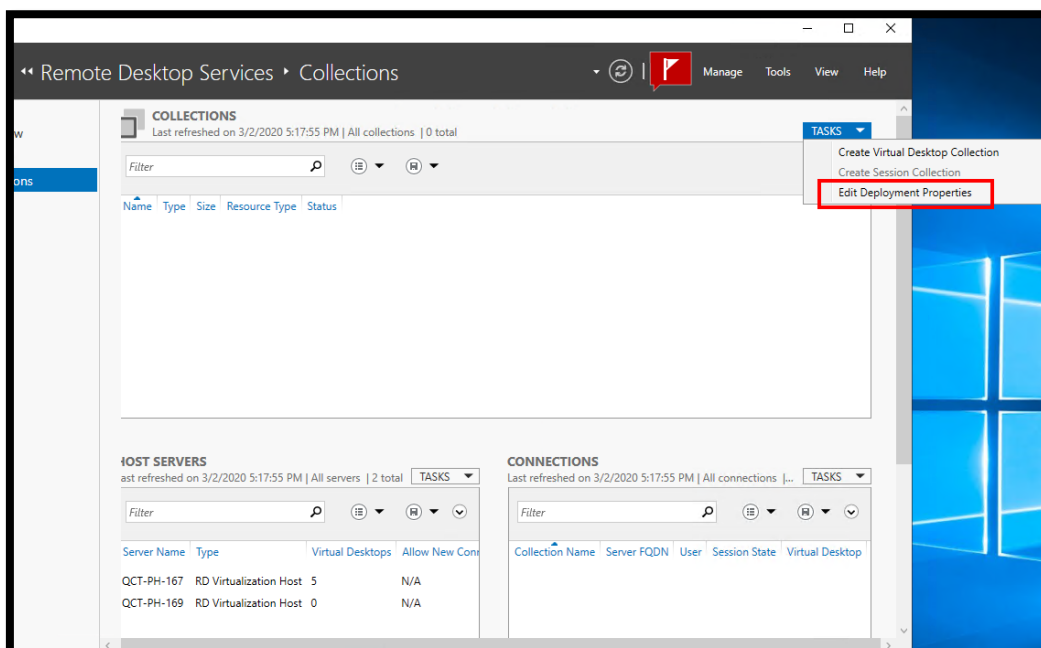 Remote Desktop Services ‣ Collections
Manage Tools View Help
w
ons
COLLECTIONS
Last refreshed on 3/2/2020 5:17:55 PM | All collections | 0 total
TASKS
Create Virtual Desktop Collection
Create Session Collection
Edit Deployment Properties
Filter
Name Type Size Resource Type Status
HOST SERVERS
ast refreshed on 3/2/2020 5:17:55 PM | All servers | 2 total TASKS
Filter
Server Name Type Virtual Desktops Allow New Conn
QCT-PH-167 RD Virtualization Host 5 N/A
QCT-PH-169 RD Virtualization Host 0 N/A
CONNECTIONS
Last refreshed on 3/2/2020 5:17:55 PM | All connections |... TASKS
Filter
Collection Name Server FQDN User Session State Virtual Desktop